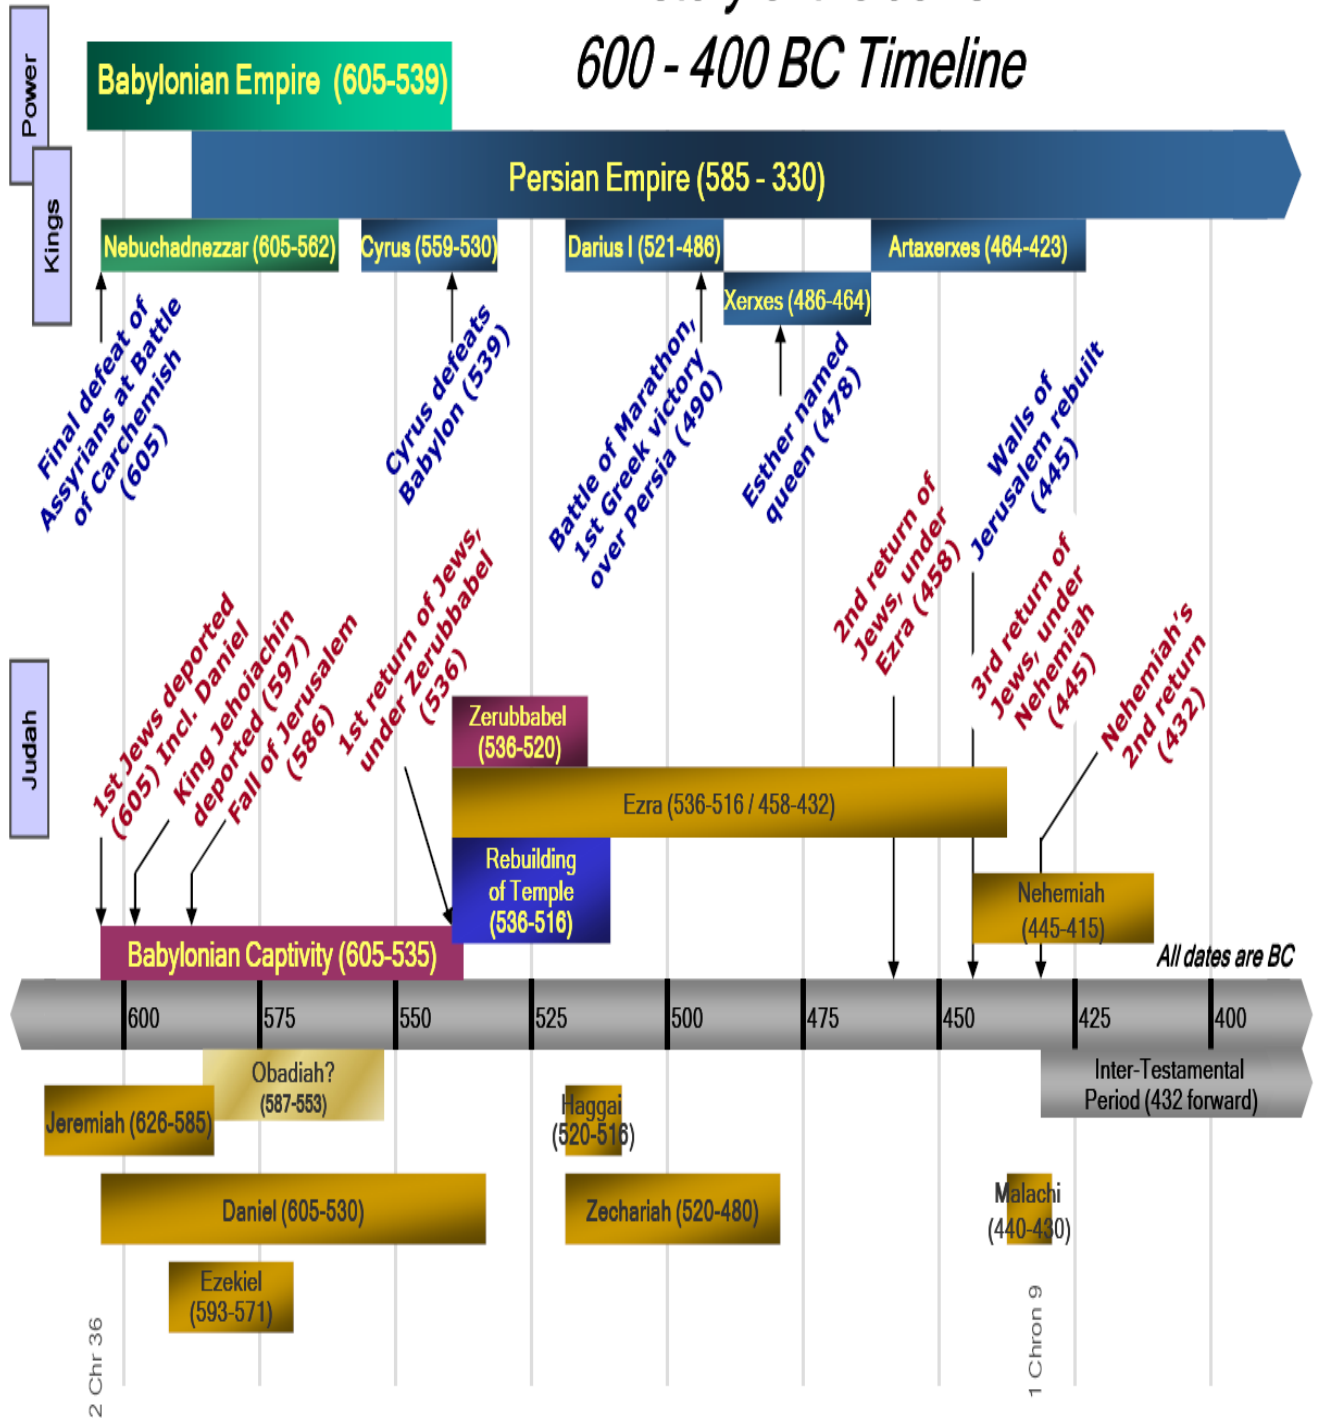 600 - 400 BC Timeline
Power
Babylonian Empire (605-539)
Persian Empire (585 - 330)
Kings
Nebuchadnezzar (605-562)
Cyrus (559-530)
Darius I (521-486)
Artaxerxes (464-423)
Xerxes (486-464)
Final defeat of
Assyrians at Battle
of Carchemish
(605)
Cyrus defeats
Babylon (539)
Battle of Marathon,
1st Greek victory
over Persia (490)
Esther named
queen (478)
Walls of
Jerusalem rebuilt
(445)
Judah
1st Jews deported
(605) Incl. Daniel
King Jehoiachin
deported (597)
Fall of Jerusalem
(586)
1st return of Jews,
under Zerubbabel
(536)
2nd return of
Jews, under
Ezra (458)
3rd return of
Jews, under
Nehemiah
(445)
Nehemiah's
2nd return
(432)
Zerubbabel
(536-520)
Ezra (536-516 / 458-432)
Rebuilding
of Temple
(536-516)
Nehemiah
(445-415)
Babylonian Captivity (605-535)
All dates are BC
600
575
550
525
500
475
450
425
400
Obadiah?
(587-553)
Inter-Testamental
Period (432 forward)
Jeremiah (626-585)
Haggai
(520-516)
Daniel (605-530)
Zechariah (520-480)
Malachi
(440-430)
Ezekiel
(593-571)
2 Chr 36
1 Chron 9